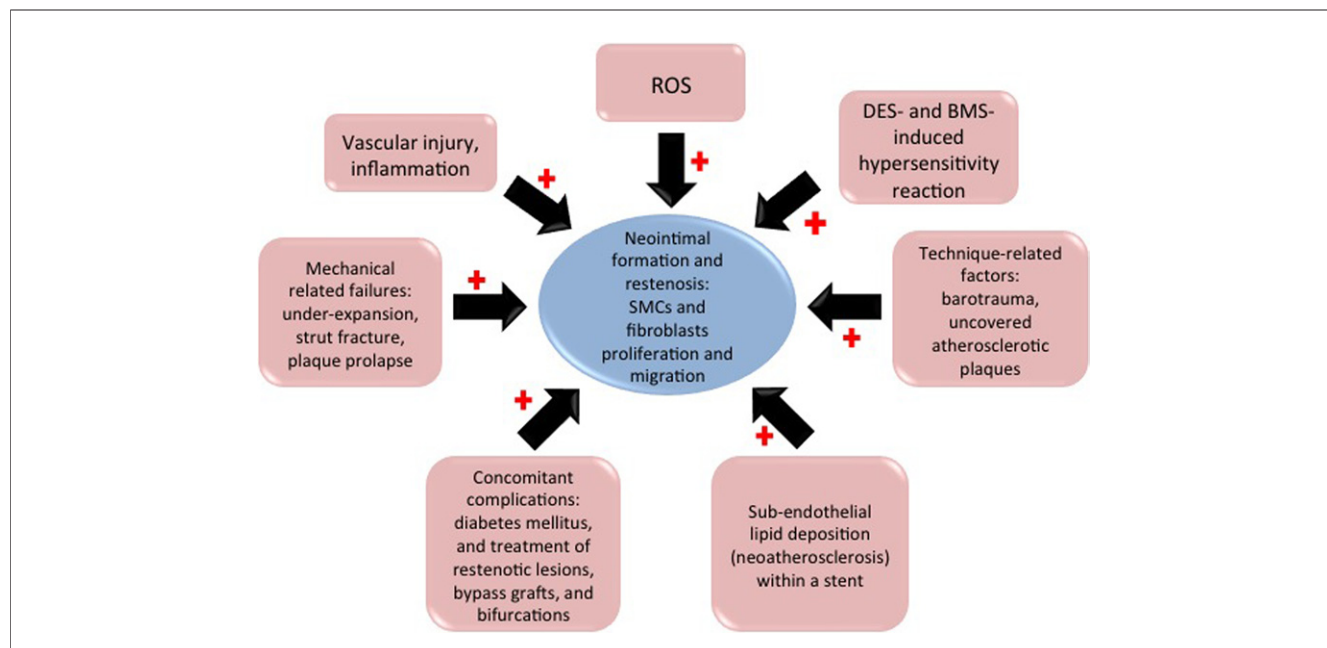 ROS
DES- and BMS-
induced
hypersensitivity
reaction
Vascular injury,
inflammation
Neointimal
formation and
restenosis:
SMCs and
fibroblasts
proliferation and
migration
Mechanical
related failures:
under-expansion,
strut fracture,
plaque prolapse
Technique-related
factors:
barotrauma,
uncovered
atherosclerotic
plaques
Concomitant
complications:
diabetes mellitus,
and treatment of
restenotic lesions,
bypass grafts, and
bifurcations
Sub-endothelial
lipid deposition
(neoatherosclerosis)
within a stent